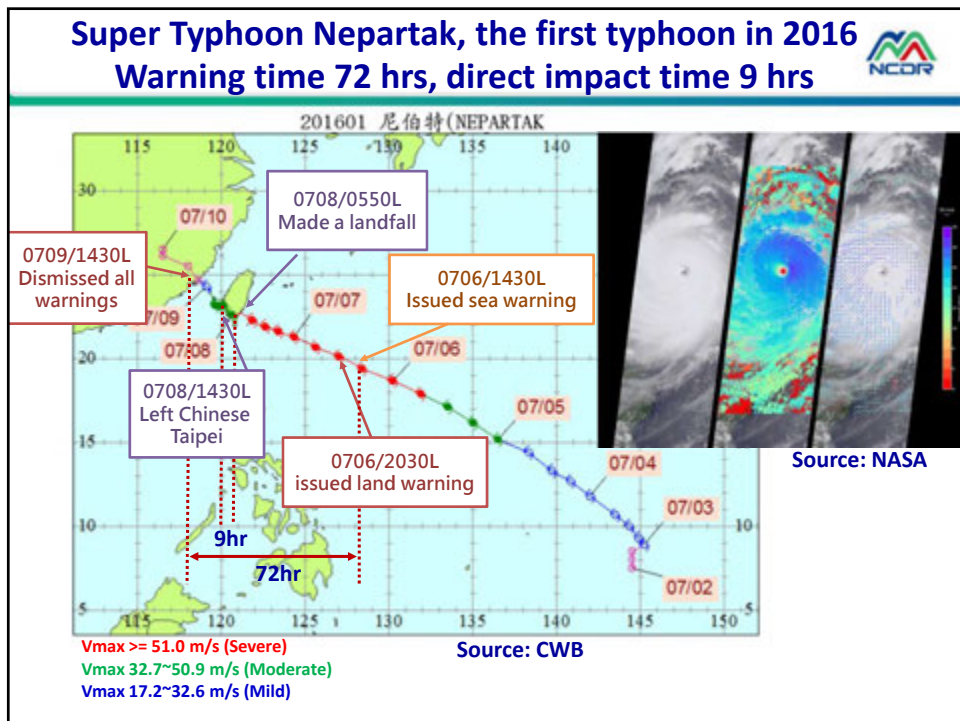 Super Typhoon Nepartak, the first typhoon in 2016
Warning time 72 hrs, direct impact time 9 hrs
NCDR
201601 尼伯特(NEPARTAK
115
120
125
130
135
140
30
20
15
10
5
10
5
07/10
07/09
07/08
07/07
07/06
07/05
07/04
07/03
07/02
0708/0550L
Made a landfall
0709/1430L
Dismissed all
warnings
0706/1430L
Issued sea warning
0708/1430L
Left Chinese
Taipei
0706/2030L
issued land warning
Source: NASA
9hr
72hr
115
120
125
130
135
140
145
150
Vmax >= 51.0 m/s (Severe)
Vmax 32.7~50.9 m/s (Moderate)
Vmax 17.2~32.6 m/s (Mild)
Source: CWB